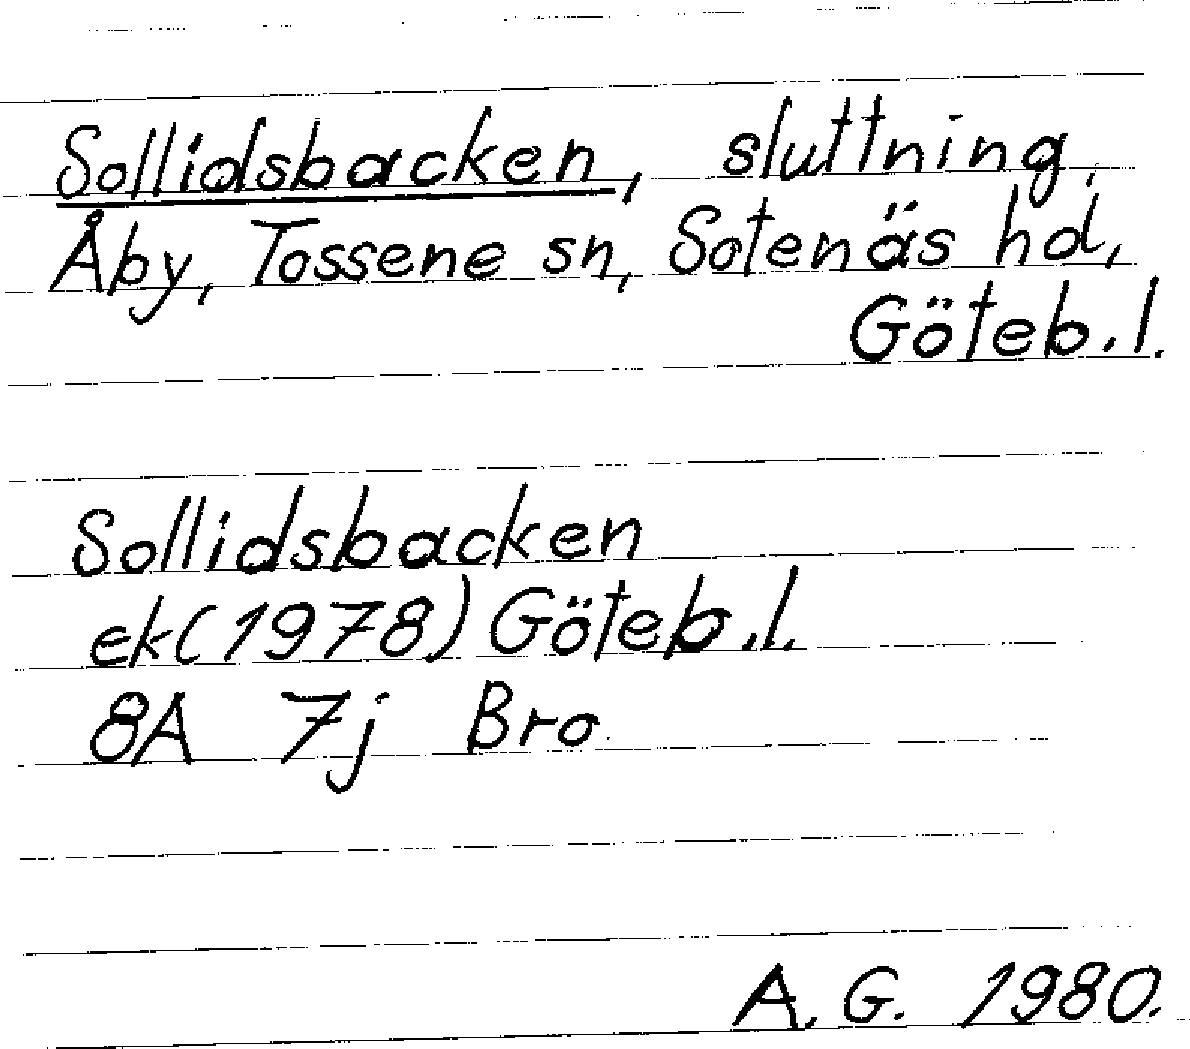 Sollidsbacken, sluttning,
Åby, Tossene sn, Sotenäs hd,
Göteb.l.
Sollidsbacken
ek(1978) Göteb.l.
8A 7j Bro
A.G. 1980.